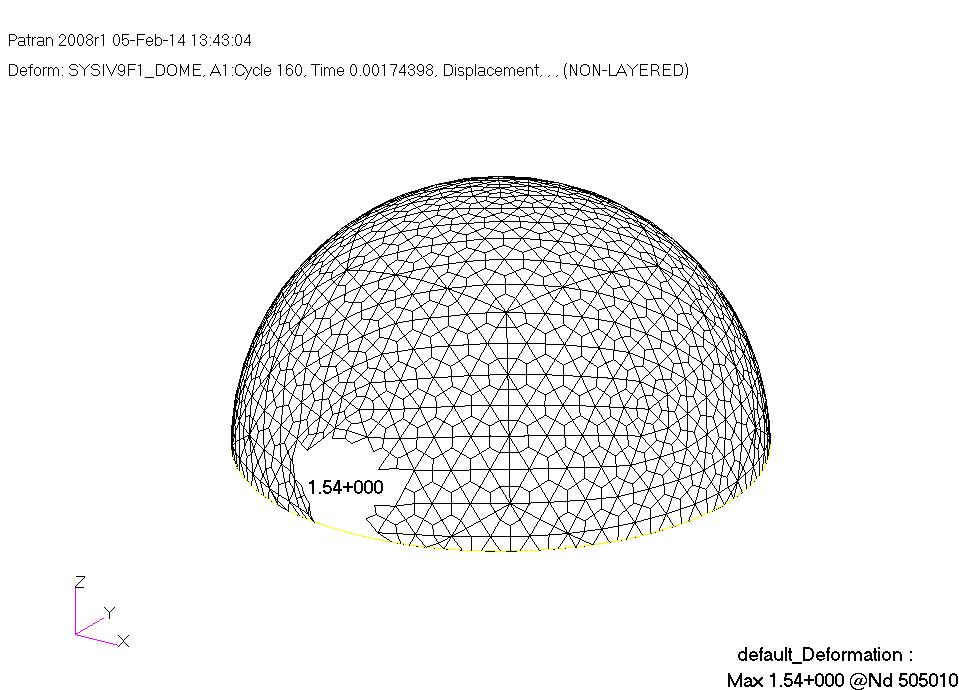 Patran 2008r1 05-Feb-14 13:43:04
Deform: SYSIV9F1_DOME, A1:Cycle 160, Time 0.00174398, Displacement, , , (NON-LAYERED)
1.54+000
Z
Y
X
default_Deformation :
Max 1.54+000 @Nd 505010